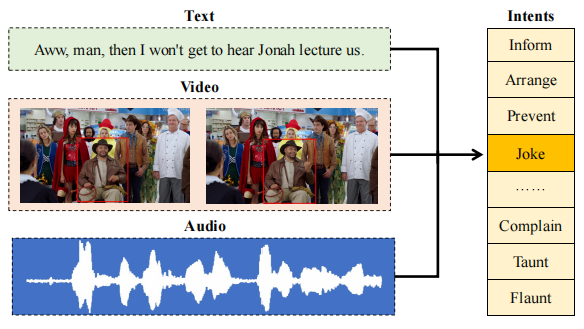 Text
Aww, man, then I won't get to hear Jonah lecture us.
Video
Audio
Intents
Inform
Arrange
Prevent
Joke
……
Complain
Taunt
Flaunt